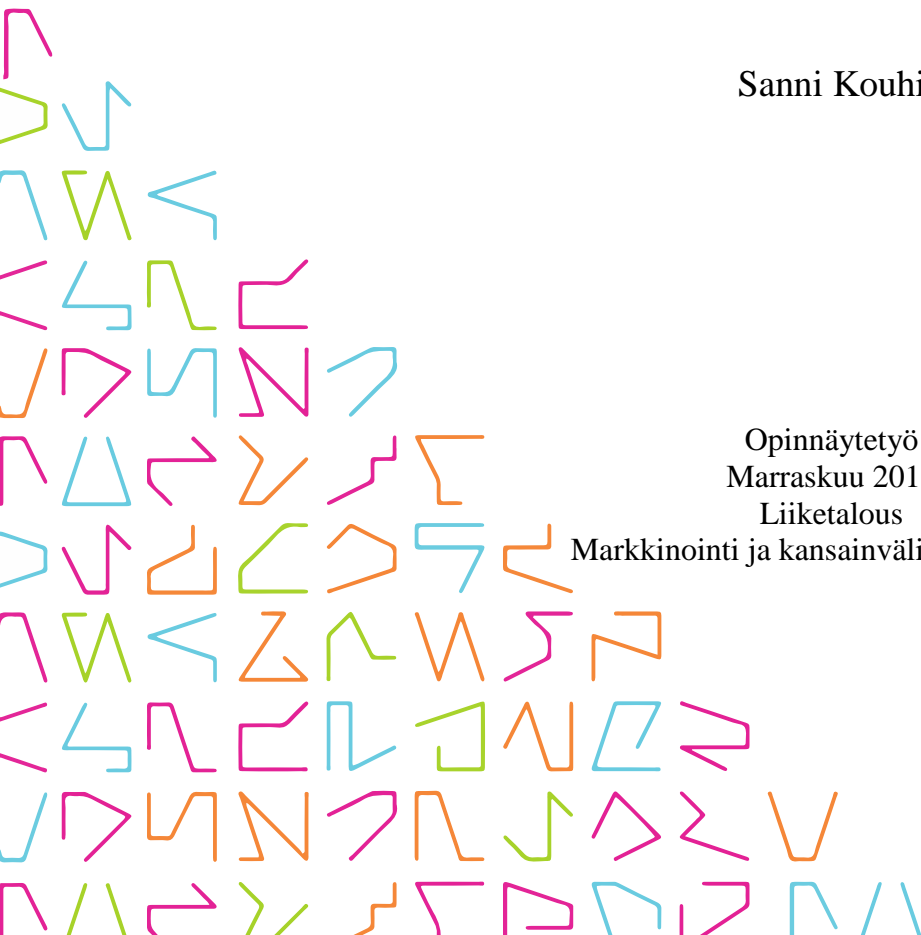 Sanni Kouhi
Opinnäytetyö
Marraskuu 201
Liiketalous
Markkinointi ja kansainväli